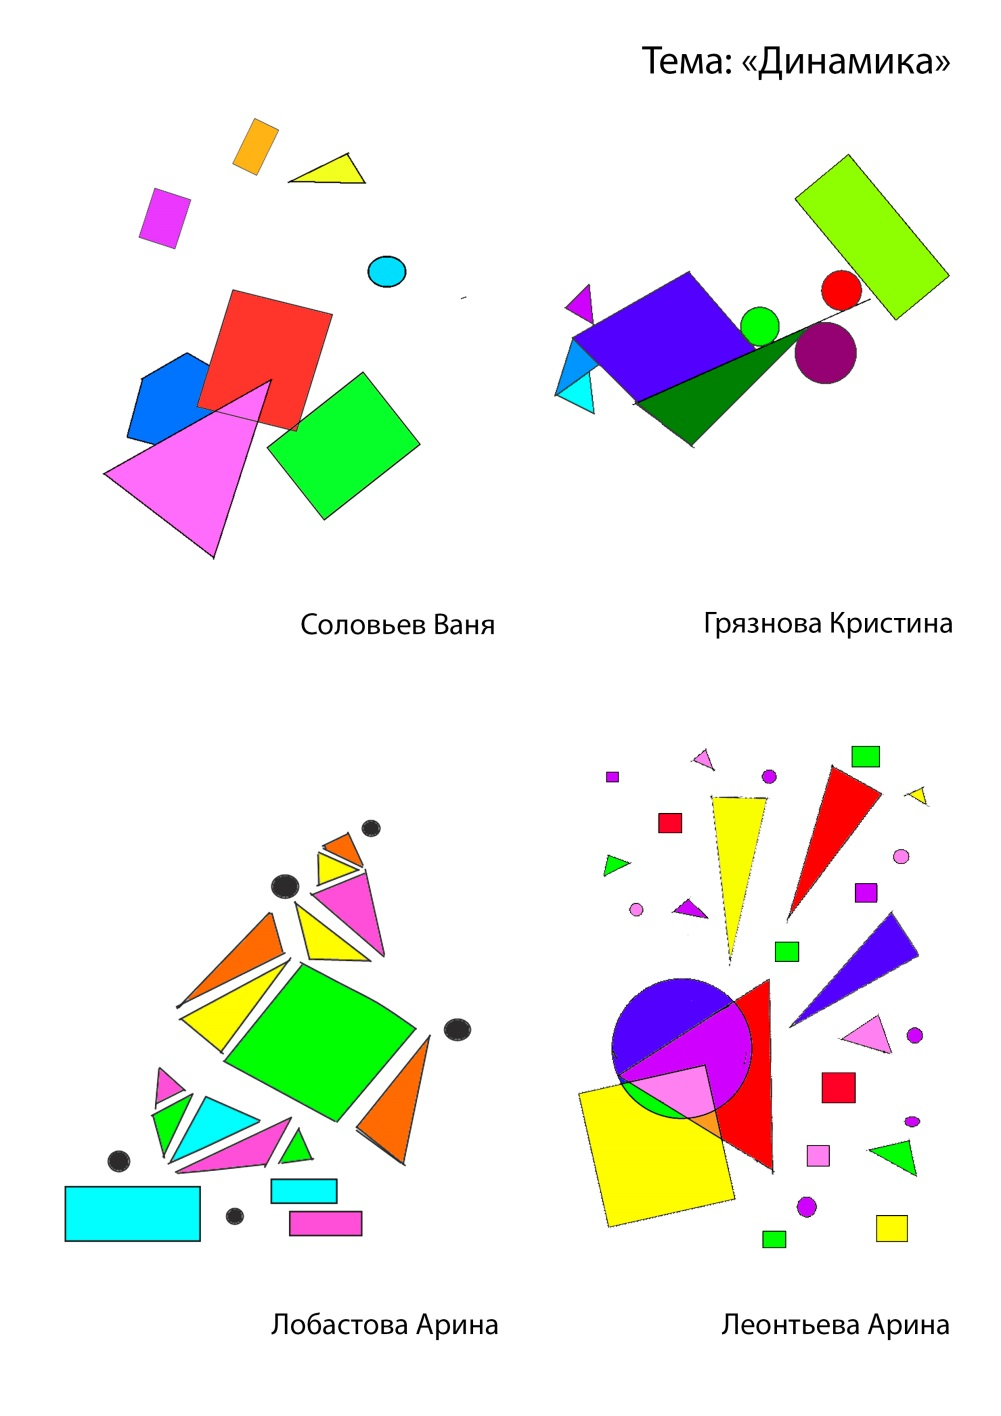 Тема: «Динамика»
Соловьев Ваня
Грязнова Кристина
Лобастова Арина
Леонтьева Арина